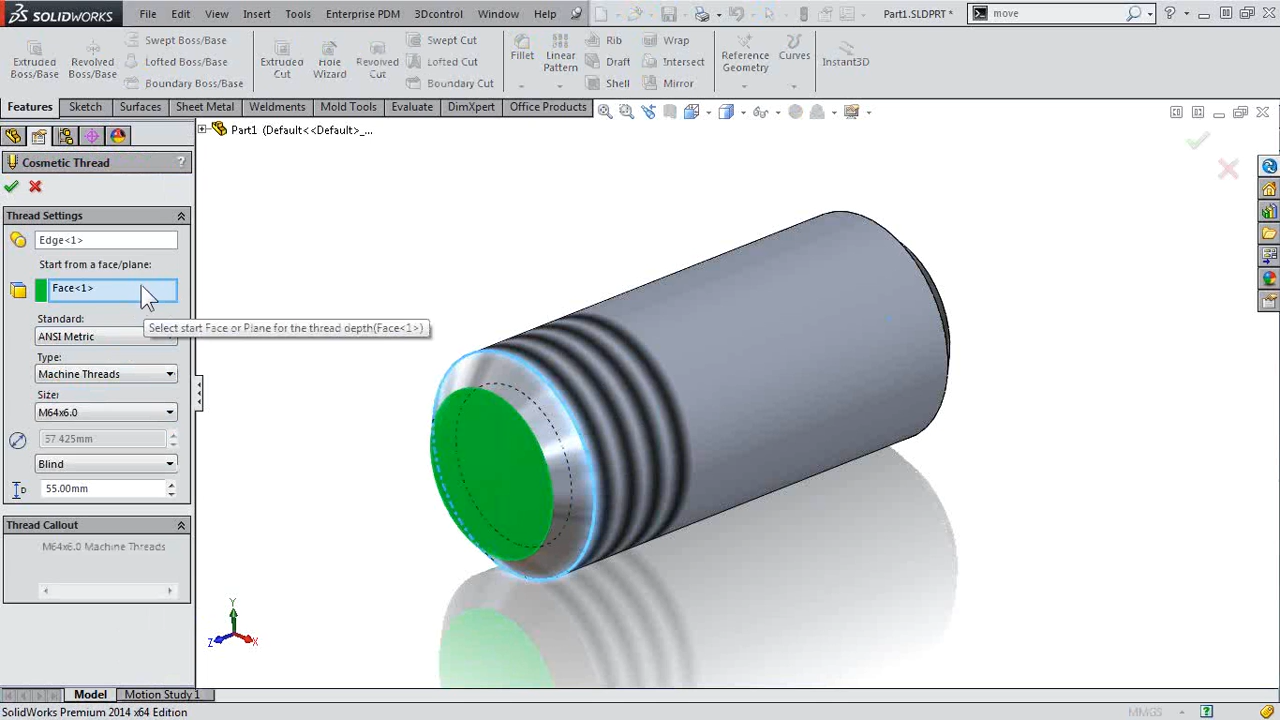 SOLIDWORKS File Edit View Insert Tools Enterprise PDM 3Dcontrol Window Help Part1.SLDPRT * move
Extruded Boss/Base
Revolved Boss/Base
Swept Boss/Base
Lofted Boss/Base
Boundary Boss/Base
Extruded Cut
Hole Wizard
Revolved Cut
Swept Cut
Lofted Cut
Boundary Cut
Fillet
Linear Pattern
Rib
Draft
Shell
Wrap
Intersect
Mirror
Reference Geometry
Curves
Instant3D
Features Sketch Surfaces Sheet Metal Weldments Mold Tools Evaluate DimXpert Office Products
Part1 (Default<<Default>_...
Cosmetic Thread ?
Thread Settings
Edge<1>
Start from a face/plane:
Face<1>
Standard:
Select start Face or Plane for the thread depth(Face<1>)
ANSI Metric
Type:
Machine Threads
Size:
M64x6.0
57.425mm
Blind
D 55.00mm
Thread Callout
M64x6.0 Machine Threads
Y
Z X
Model Motion Study 1
SolidWorks Premium 2014 x64 Edition MMGS ?